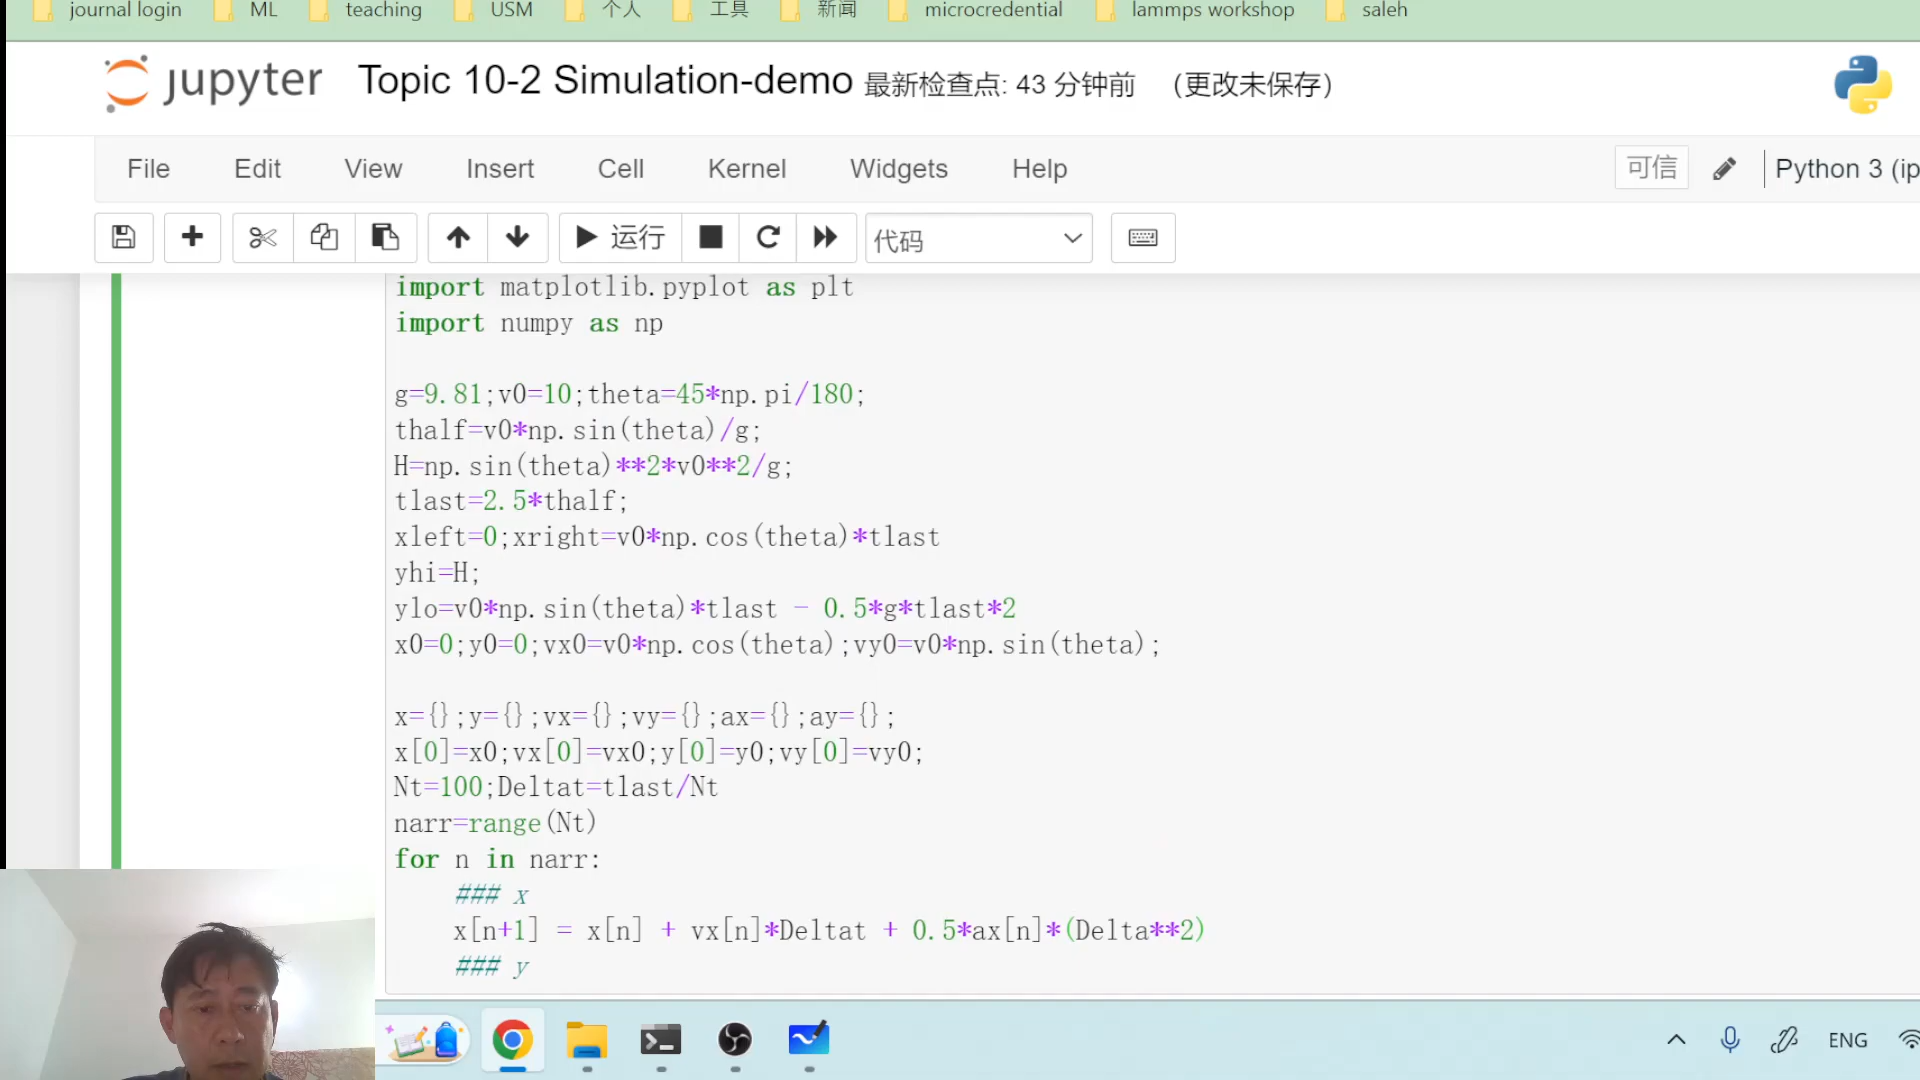 journal login ML teaching USM 个人 工具 新闻 microcredential lammps workshop saleh
jupyter Topic 10-2 Simulation-demo 最新检查点: 43 分钟前 （更改未保存）
File Edit View Insert Cell Kernel Widgets Help 可信 Python 3 (ip
运行 代码
import matplotlib.pyplot as plt
import numpy as np
g=9.81;v0=10;theta=45*np.pi/180;
thalf=v0*np.sin(theta)/g;
H=np.sin(theta)**2*v0**2/g;
tlast=2.5*thalf;
xleft=0;xright=v0*np.cos(theta)*tlast
yhi=H;
ylo=v0*np.sin(theta)*tlast - 0.5*g*tlast*2
x0=0;y0=0;vx0=v0*np.cos(theta);vy0=v0*np.sin(theta);
x={};y={};vx={};vy={};ax={};ay={};
x[0]=x0;vx[0]=vx0;y[0]=y0;vy[0]=vy0;
Nt=100;Deltat=tlast/Nt
narr=range(Nt)
for n in narr:
### x
x[n+1] = x[n] + vx[n]*Deltat + 0.5*ax[n]*(Delta**2)
### y
ENG